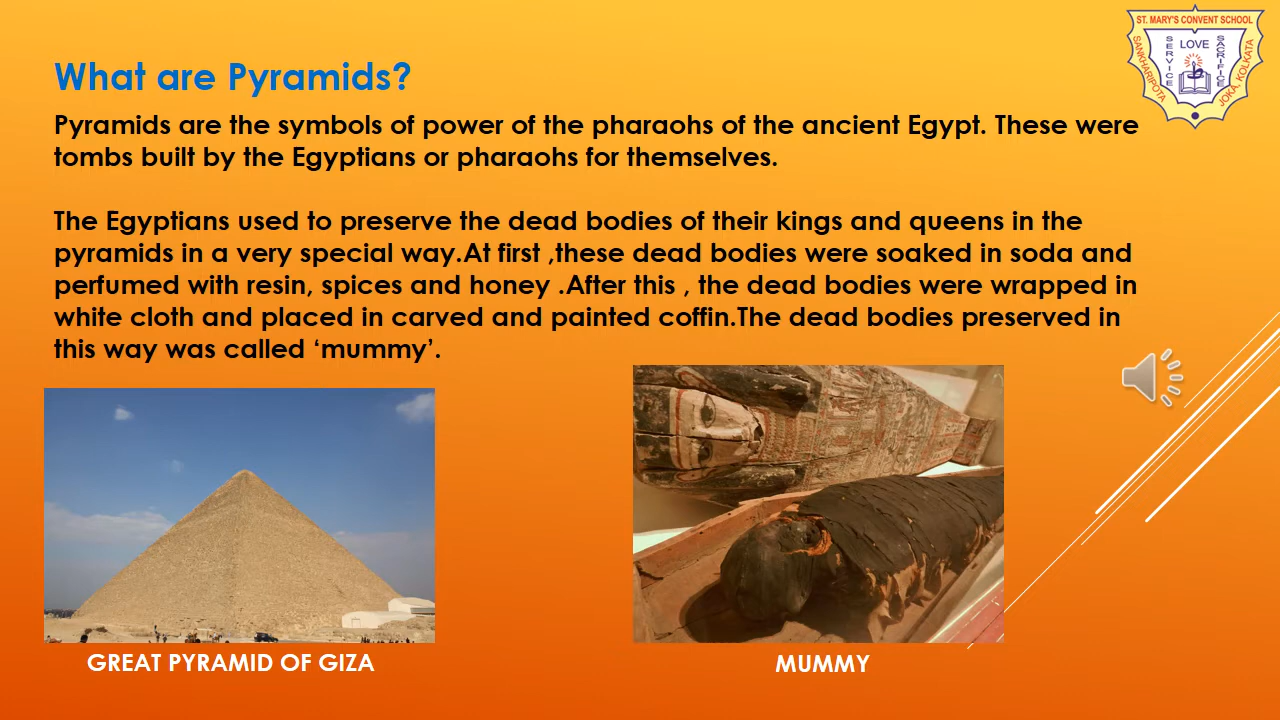 ST. MARY'S CONVENT SCHOOL
SERVICE
LOVE
SACRIFICE
SANKHARIPOTA
JOKA, KOLKATA
What are Pyramids?
Pyramids are the symbols of power of the pharaohs of the ancient Egypt. These were
tombs built by the Egyptians or pharaohs for themselves.
The Egyptians used to preserve the dead bodies of their kings and queens in the
pyramids in a very special way.At first ,these dead bodies were soaked in soda and
perfumed with resin, spices and honey .After this , the dead bodies were wrapped in
white cloth and placed in carved and painted coffin.The dead bodies preserved in
this way was called ‘mummy’.
GREAT PYRAMID OF GIZA
MUMMY